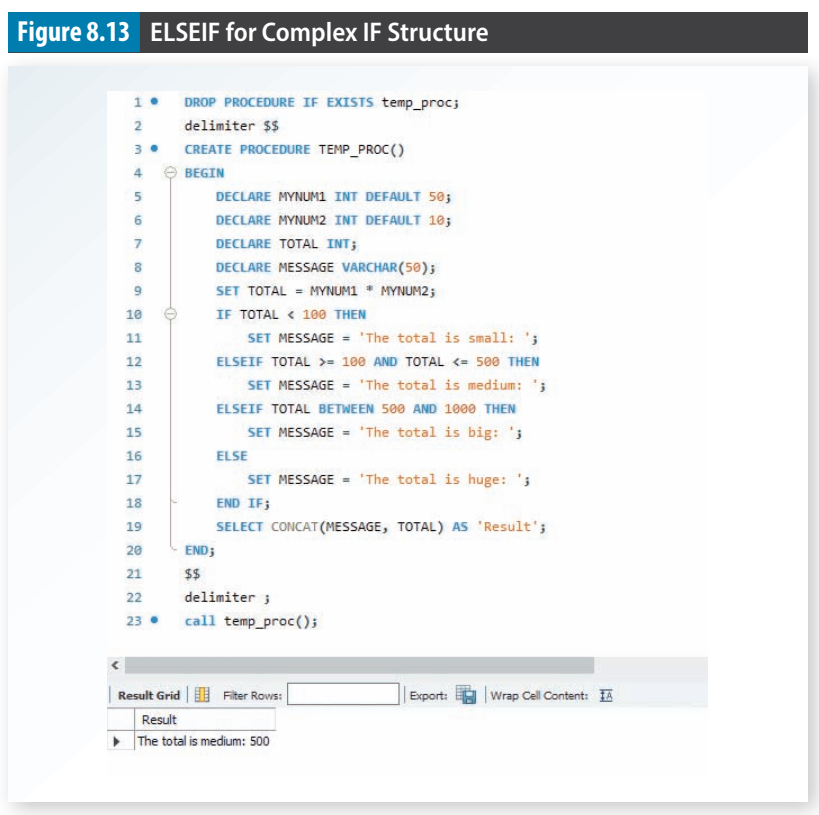 Figure 8.13 ELSEIF for Complex IF Structure
1 DROP PROCEDURE IF EXISTS temp_proc;
2 delimiter $$
3 CREATE PROCEDURE TEMP_PROC()
4 BEGIN
5 DECLARE MYNUM1 INT DEFAULT 50;
6 DECLARE MYNUM2 INT DEFAULT 10;
7 DECLARE TOTAL INT;
8 DECLARE MESSAGE VARCHAR(50);
9 SET TOTAL = MYNUM1 * MYNUM2;
10 IF TOTAL < 100 THEN
11 SET MESSAGE = 'The total is small: ';
12 ELSEIF TOTAL >= 100 AND TOTAL <= 500 THEN
13 SET MESSAGE = 'The total is medium: ';
14 ELSEIF TOTAL BETWEEN 500 AND 1000 THEN
15 SET MESSAGE = 'The total is big: ';
16 ELSE
17 SET MESSAGE = 'The total is huge: ';
18 END IF;
19 SELECT CONCAT(MESSAGE, TOTAL) AS 'Result';
20 END;
21 $$
22 delimiter ;
23 call temp_proc();
Result Grid Filter Rows: Export: Wrap Cell Content:
Result
The total is medium: 500